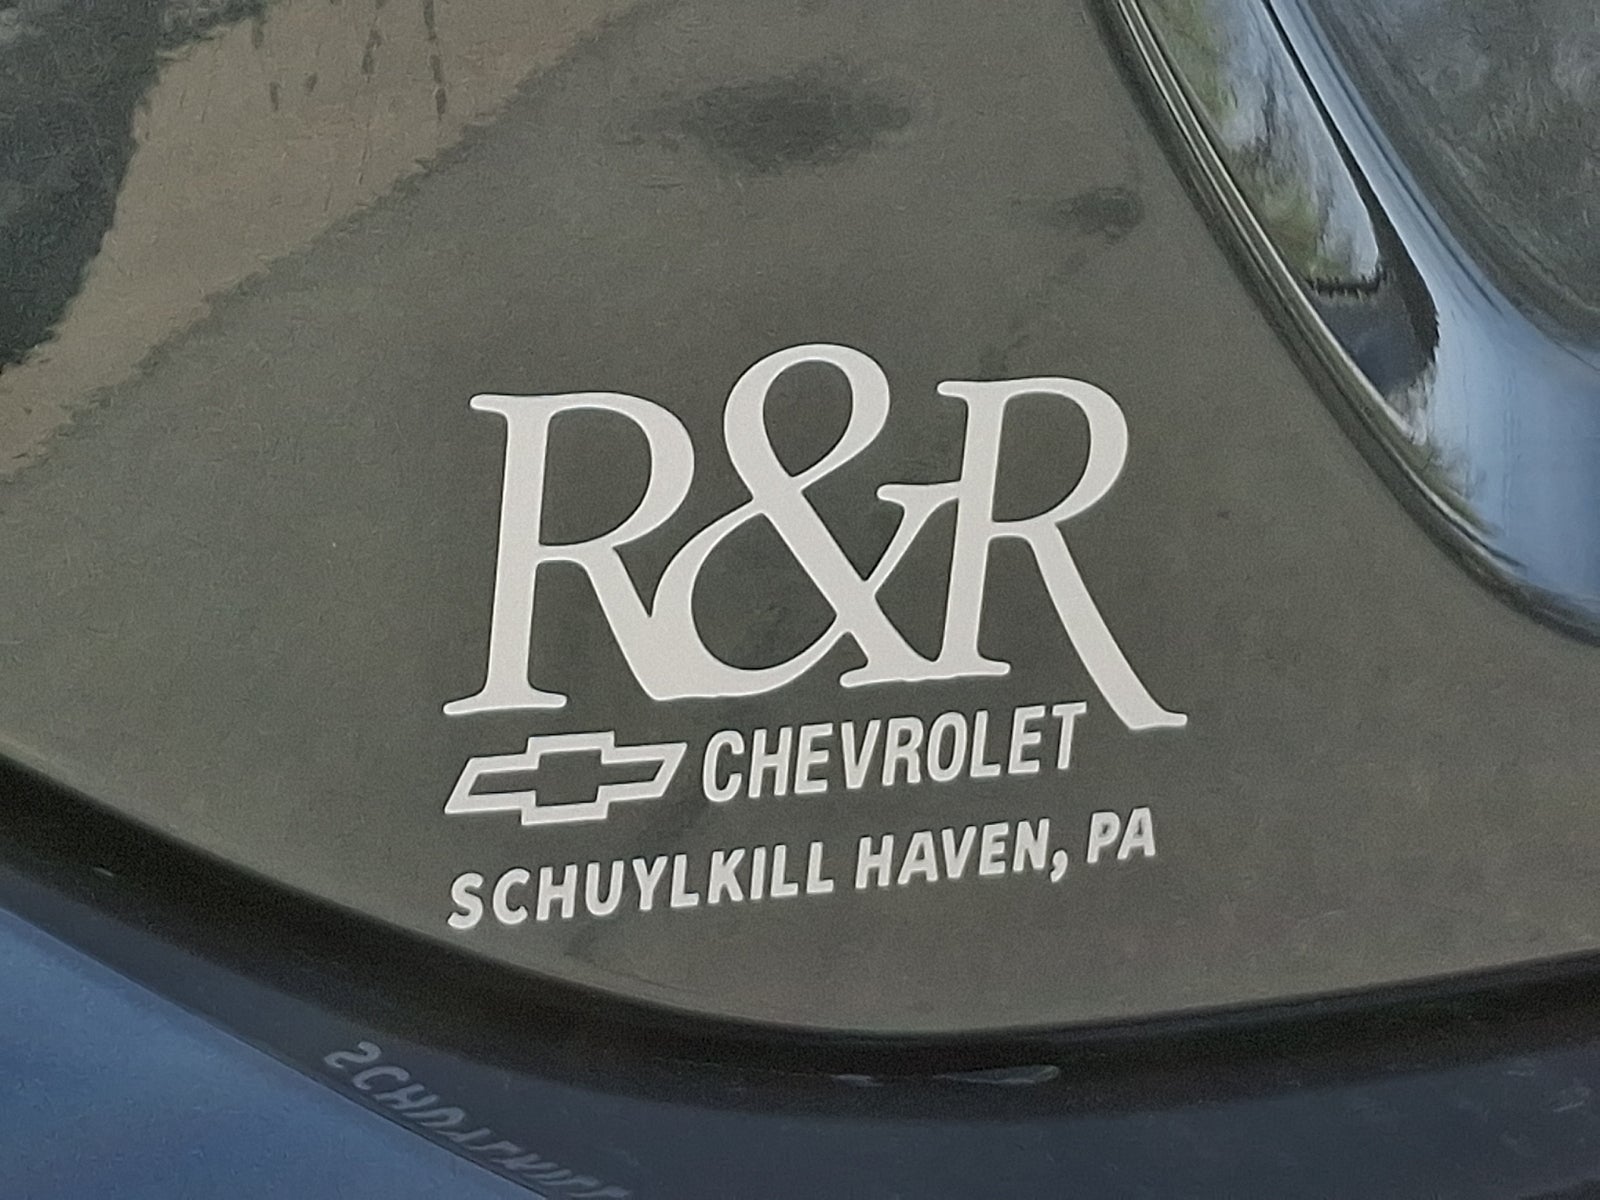 R&R
CHEVROLET
SCHUYLKILL HAVEN, PA